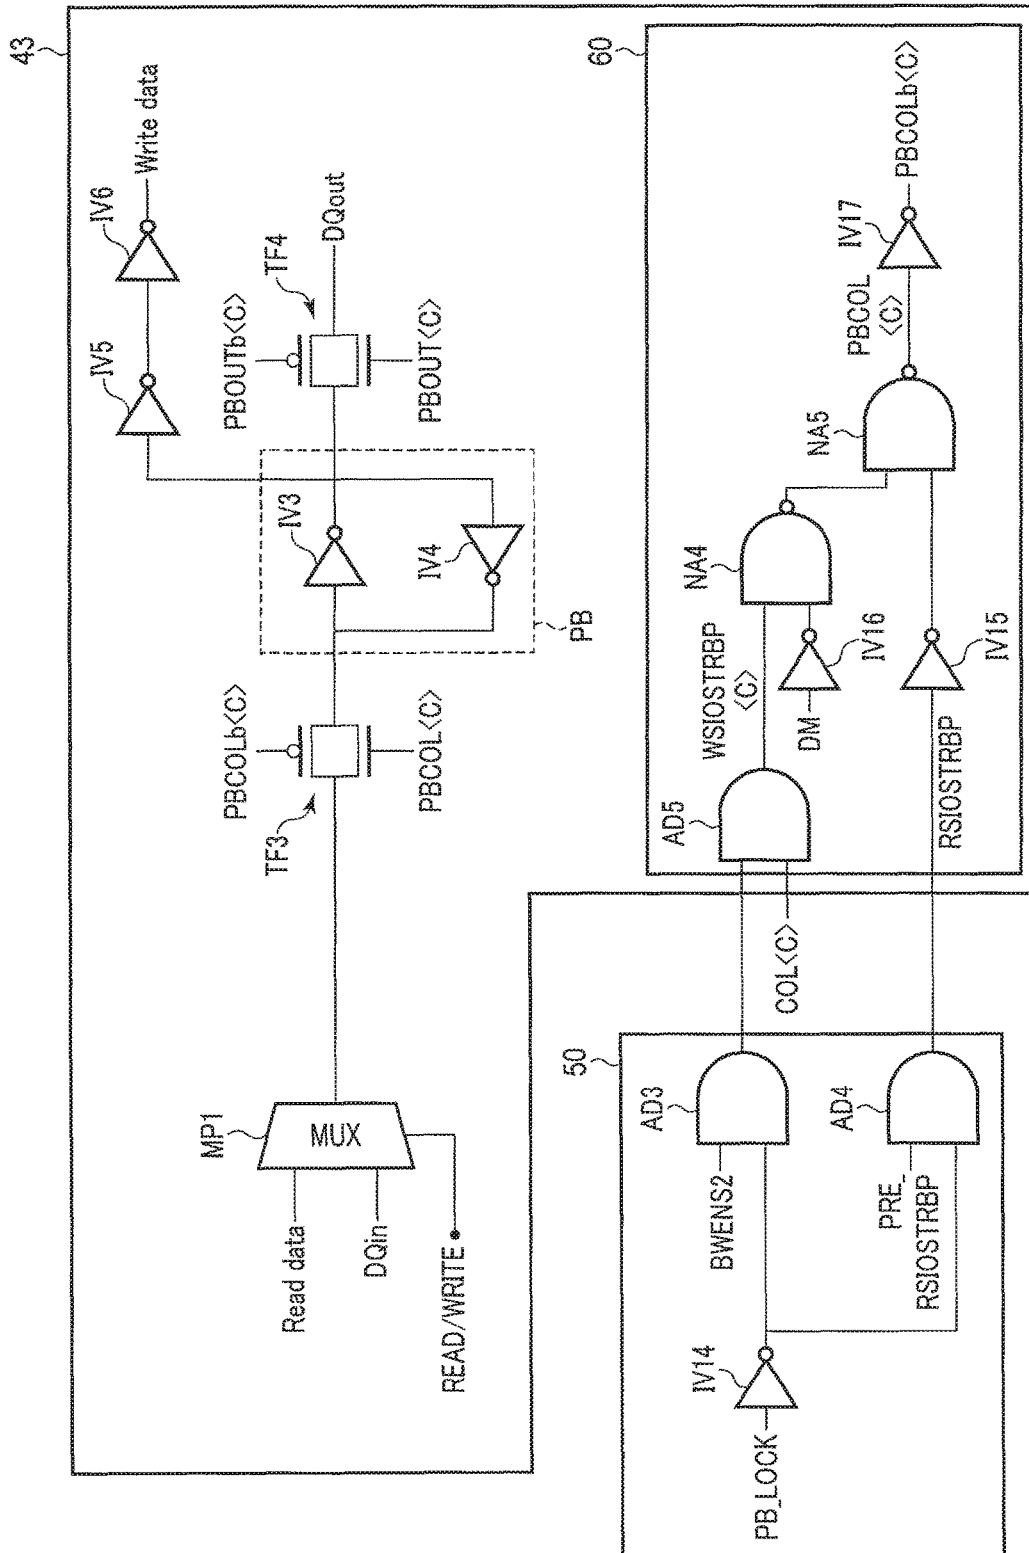 43
Write data
IV6
IV5
DQout
TF4
PBOUTb<C>
PBOUT<C>
IV3
IV4
PB
PBCOLb<C>
PBCOL<C>
TF3
MP1
MUX
Read data
DQin
READ/WRITE
60
PBCOLb<C>
IV17
PBCOL
<C>
NA5
NA4
WSIOSTRBP
<C>
IV16
DM
IV15
RSIOSTRBP
AD5
COL<C>
50
AD3
AD4
BWENS2
PRE_
RSIOSTRBP
IV14
PB_LOCK